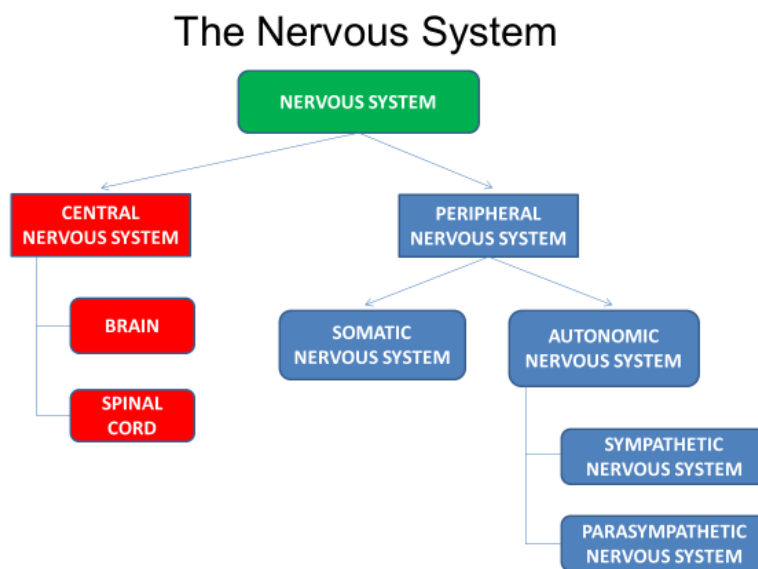 The Nervous System
NERVOUS SYSTEM
CENTRAL
NERVOUS SYSTEM
PERIPHERAL
NERVOUS SYSTEM
BRAIN
SPINAL
CORD
SOMATIC
NERVOUS SYSTEM
AUTONOMIC
NERVOUS SYSTEM
SYMPATHETIC
NERVOUS SYSTEM
PARASYMPATHETIC
NERVOUS SYSTEM